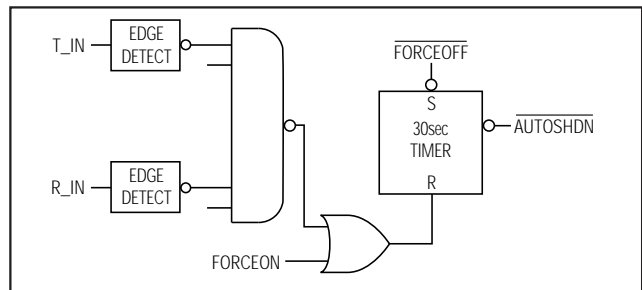 T_IN
EDGE
DETECT
R_IN
EDGE
DETECT
FORCEON
FORCEOFF
S
30sec
TIMER
R
AUTOSHDN